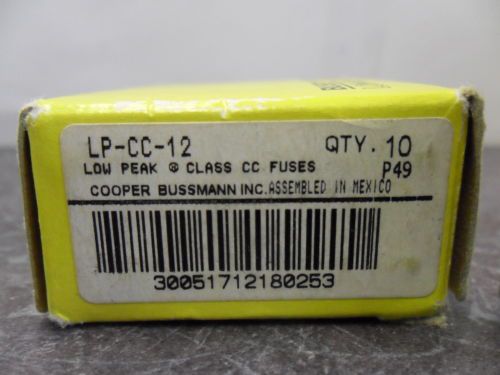 LP-CC-12 QTY. 10
LOW PEAK ® CLASS CC FUSES P49
COOPER BUSSMANN INC. ASSEMBLED IN MEXICO
30051712180253